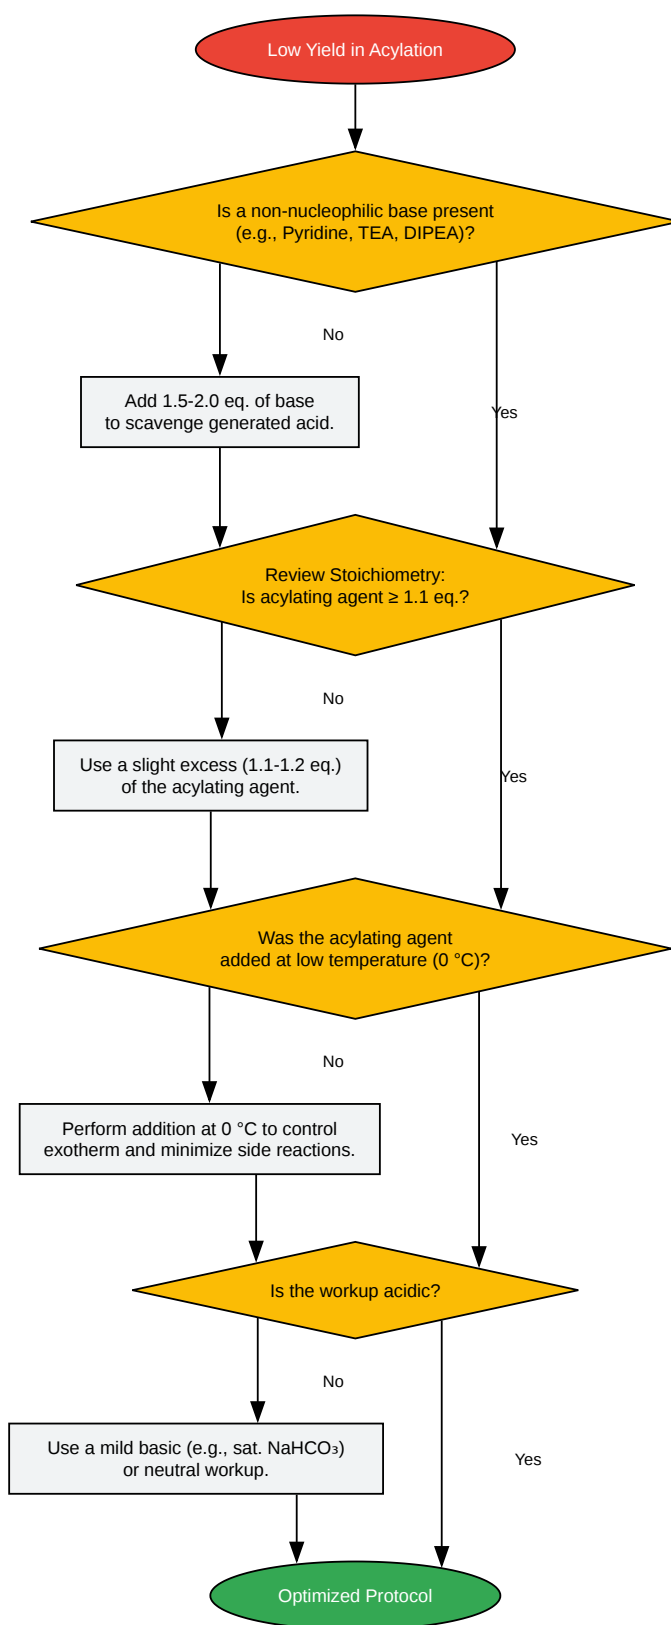 Low Yield in Acylation
Is a non-nucleophilic base present
(e.g., Pyridine, TEA, DIPEA)?
No
Add 1.5-2.0 eq. of base
to scavenge generated acid.
Yes
Review Stoichiometry:
Is acylating agent ≥ 1.1 eq.?
No
Use a slight excess (1.1-1.2 eq.)
of the acylating agent.
Yes
Was the acylating agent
added at low temperature (0 °C)?
No
Perform addition at 0 °C to control
exotherm and minimize side reactions.
Yes
Is the workup acidic?
No
Use a mild basic (e.g., sat. NaHCO₃)
or neutral workup.
Yes
Optimized Protocol